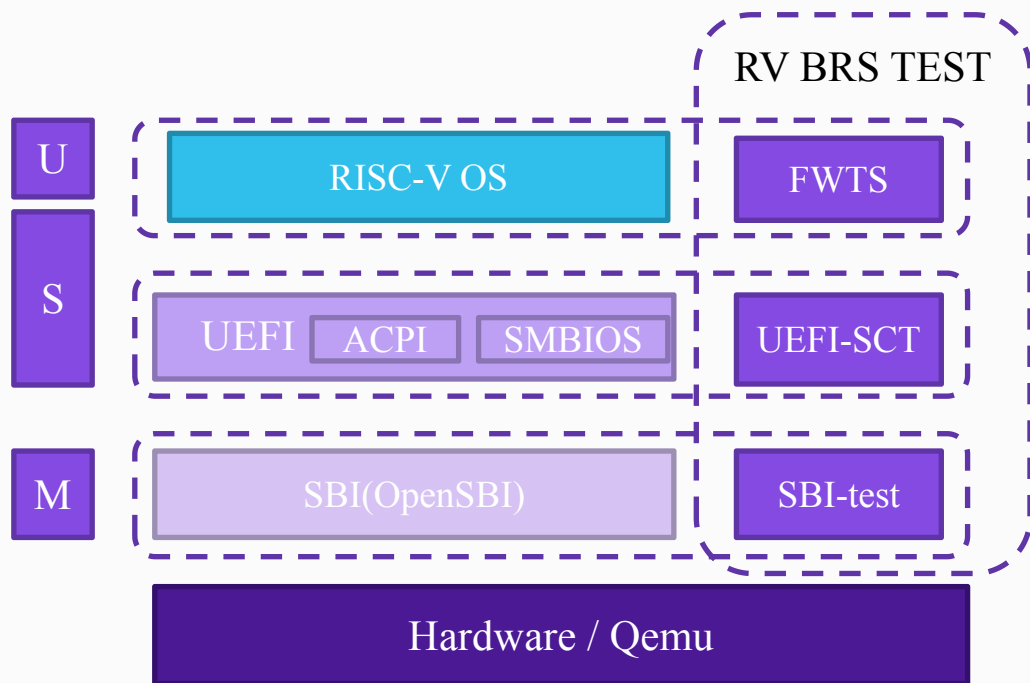 RV BRS TEST
U
RISC-V OS
FWTS
S
UEFI
ACPI
SMBIOS
UEFI-SCT
M
SBI(OpenSBI)
SBI-test
Hardware / Qemu